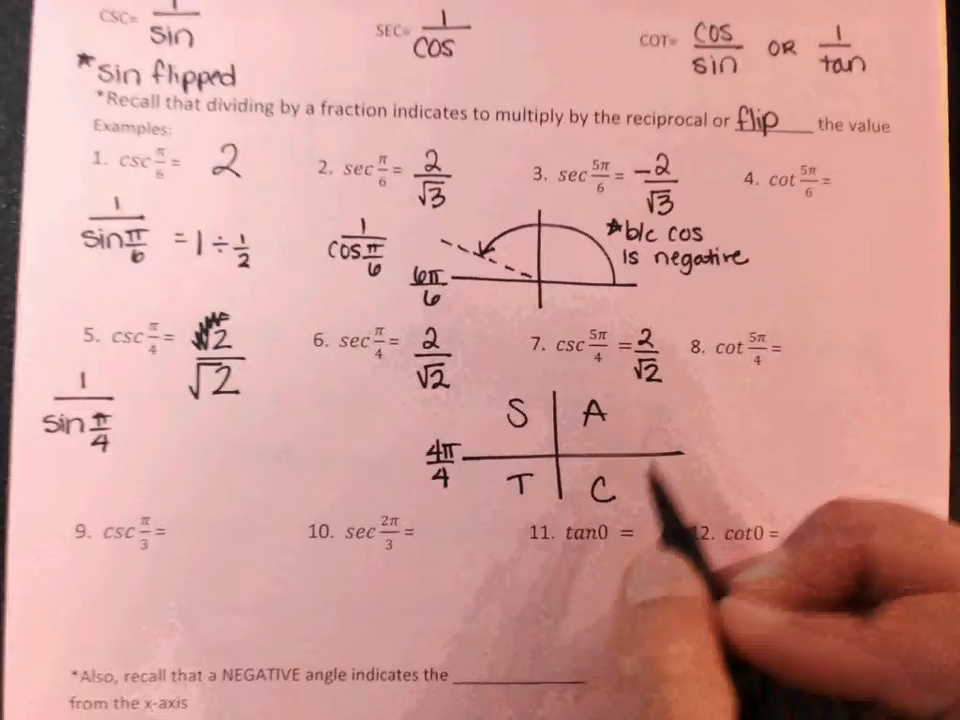 CSC= 1/sin
SEC= 1/cos
COT= cos/sin OR 1/tan
*sin flipped
*Recall that dividing by a fraction indicates to multiply by the reciprocal or flip the value
Examples:
1. csc π/6 = 2
2. sec π/6 = 2/√3
3. sec 5π/6 = -2/√3
4. cot 5π/6 =
1/sin π/6 = 1 ÷ 1/2
1/cos π/6
6π/6
*b/c cos
is negative
5. csc π/4 = 2/√2
6. sec π/4 = 2/√2
7. csc 5π/4 = 2/√2
8. cot 5π/4 =
1/sin π/4
S A
4π/4
T C
9. csc π/3 =
10. sec 2π/3 =
11. tan0 =
12. cot0 =
*Also, recall that a NEGATIVE angle indicates the ____________
from the x-axis